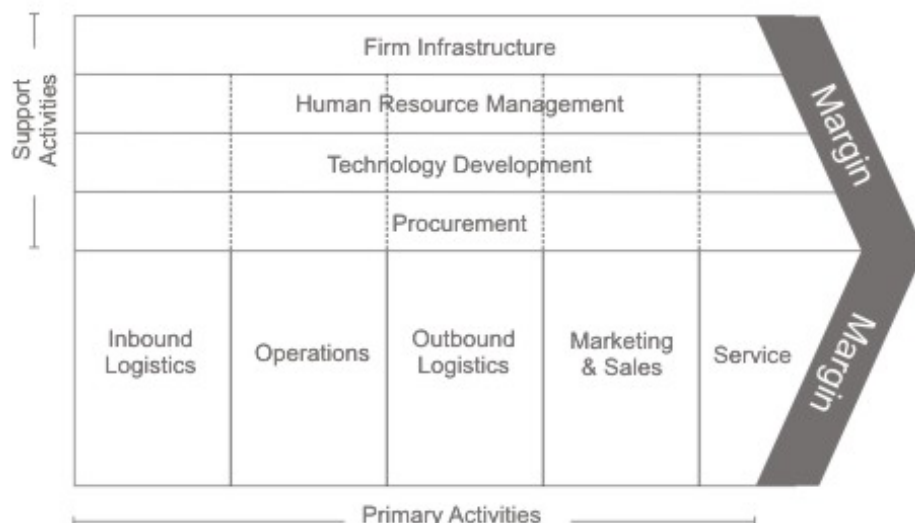 Support
Activities
Firm Infrastructure
Human Resource Management
Technology Development
Procurement
Margin
Margin
Inbound
Logistics
Operations
Outbound
Logistics
Marketing
& Sales
Service
Primary Activities